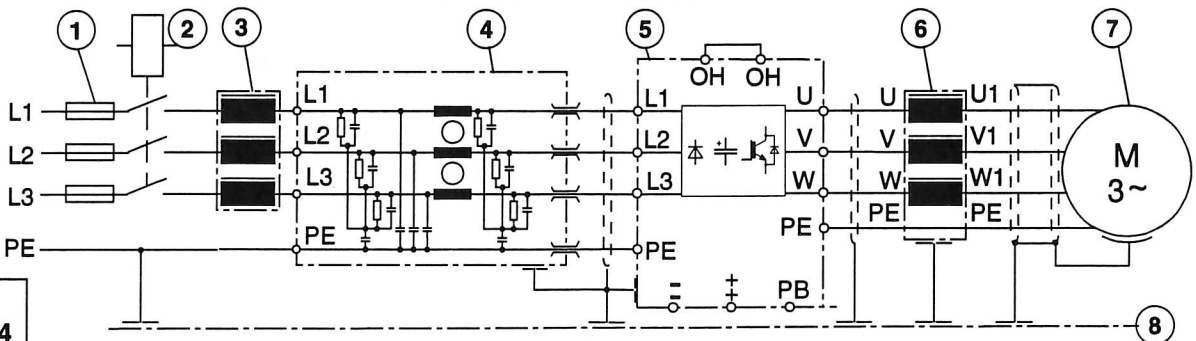 1 2 3 4 5 6 7
OH OH
L1 L1 L1 U U U1
L2 L2 L2 V V V1 M
L3 L3 L3 W W W1 3~
PE PE PE PE PE PE
PB
4 8